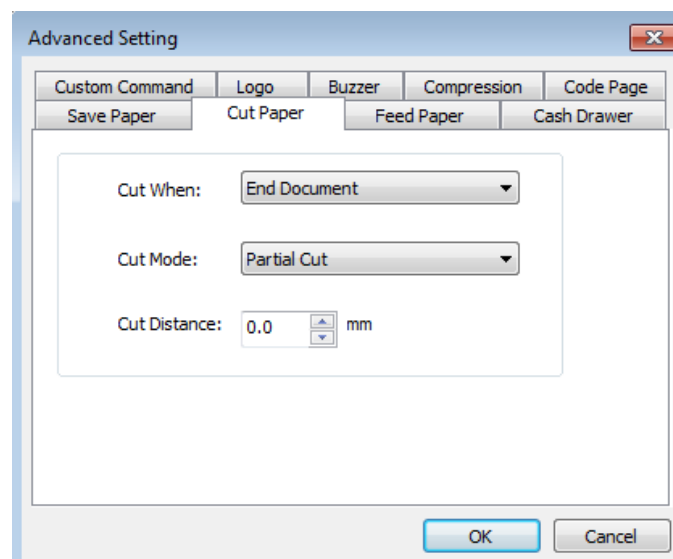 Advanced Setting
Custom Command Logo Buzzer Compression Code Page
Save Paper Cut Paper Feed Paper Cash Drawer
Cut When: End Document
Cut Mode: Partial Cut
Cut Distance: 0.0 mm
OK Cancel